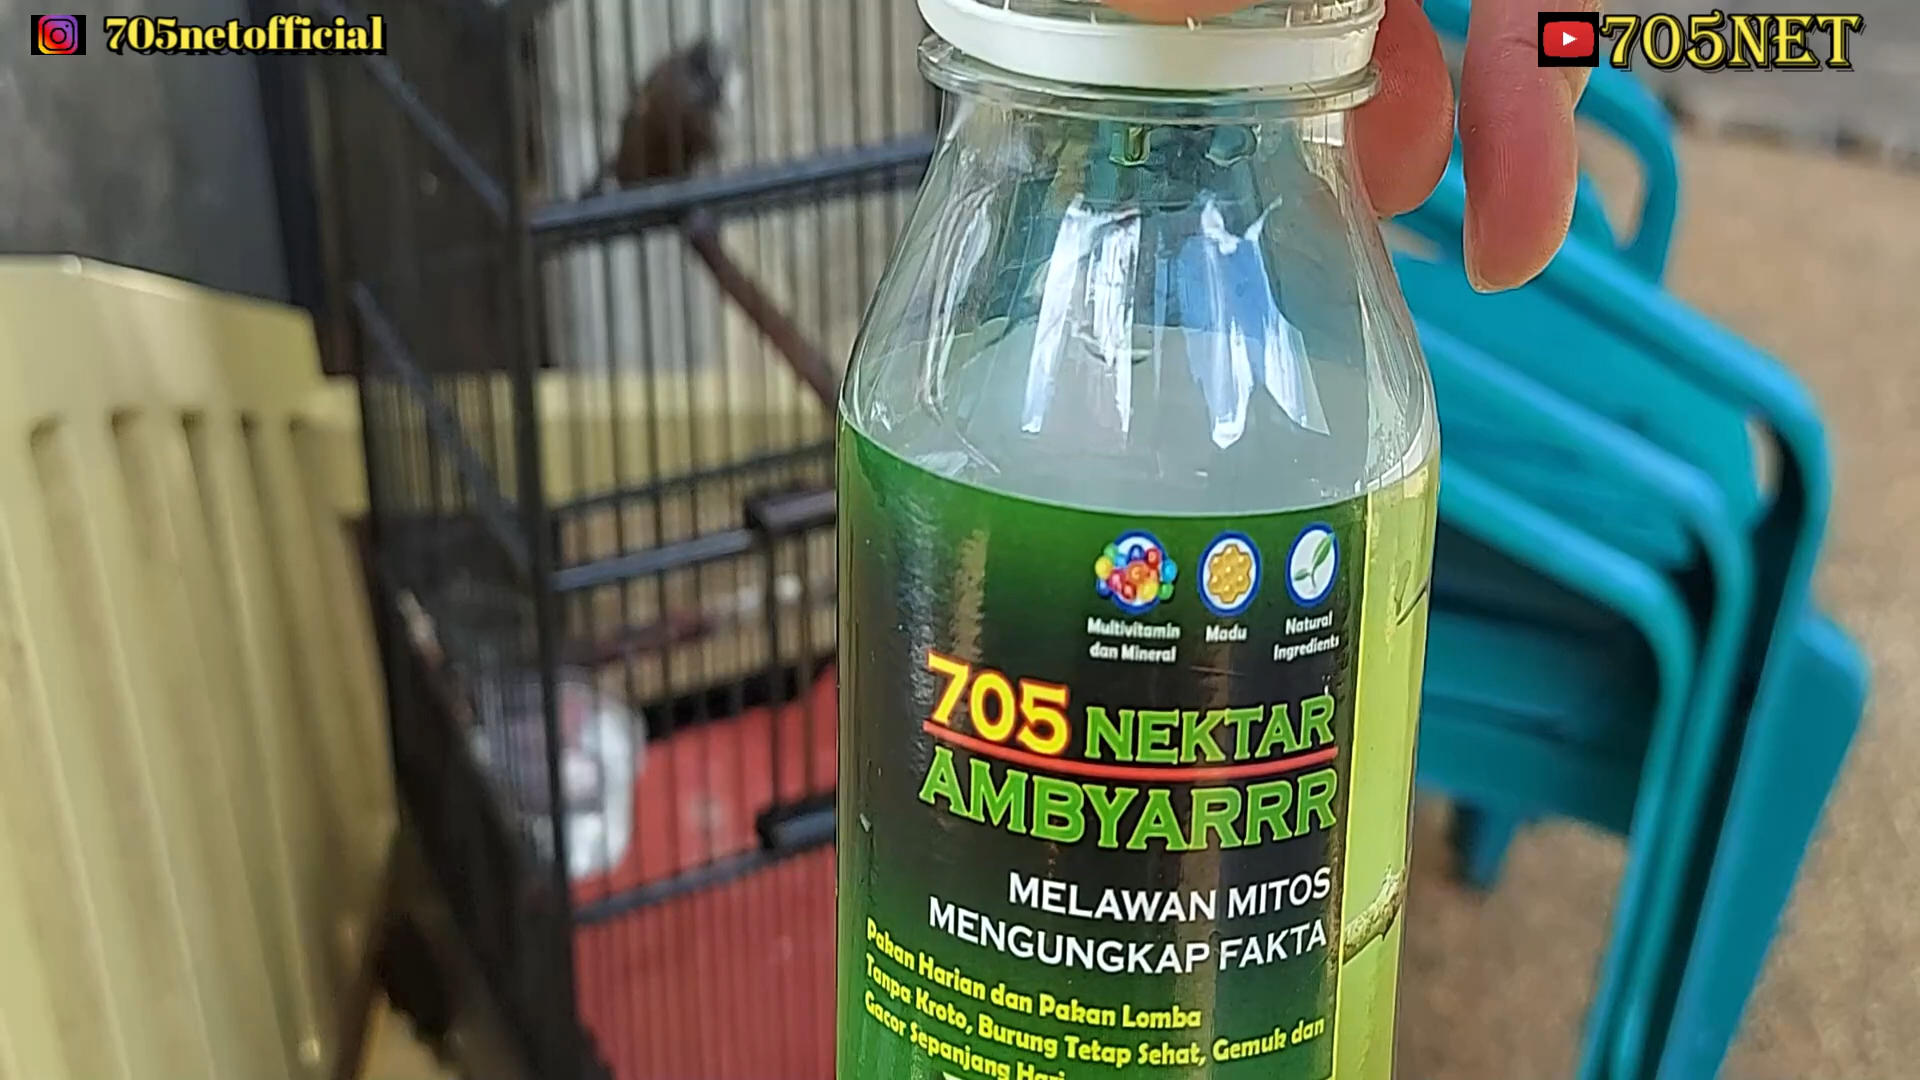 705netofficial
705NET
Multivitamin
dan Mineral
Madu
Natural
Ingredients
705 NEKTAR
AMBYARRR
MELAWAN MITOS
MENGUNGKAP FAKTA
Pakan Harian dan Pakan Lomba
Tanpa Kroto, Burung Tetap Sehat, Gemuk dan
Gacor Sepanjang Hari